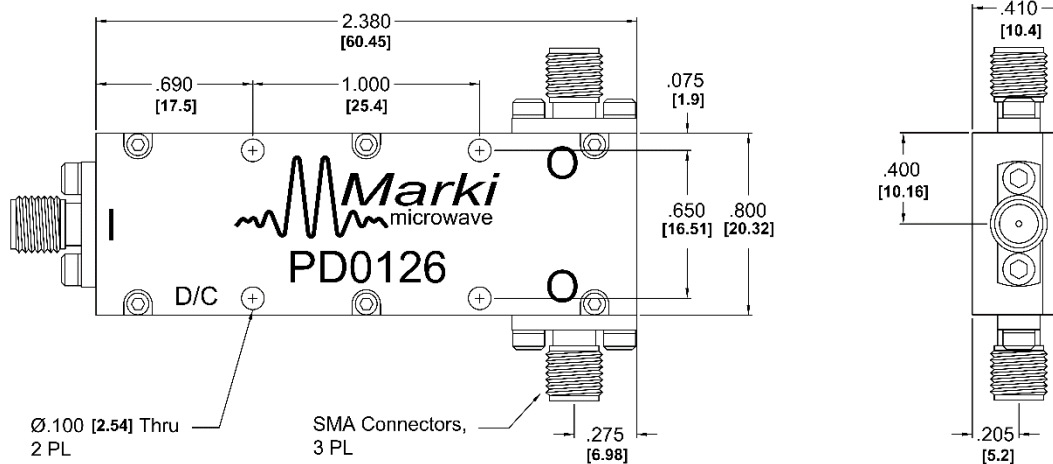 2.380
[60.45]
.410
[10.4]
.690
[17.5]
1.000
[25.4]
.075
[1.9]
O
I
Marki
microwave
PD0126
D/C
O
.650
[16.51]
.800
[20.32]
.400
[10.16]
Ø.100 [2.54] Thru
2 PL
SMA Connectors,
3 PL
.275
[6.98]
.205
[5.2]